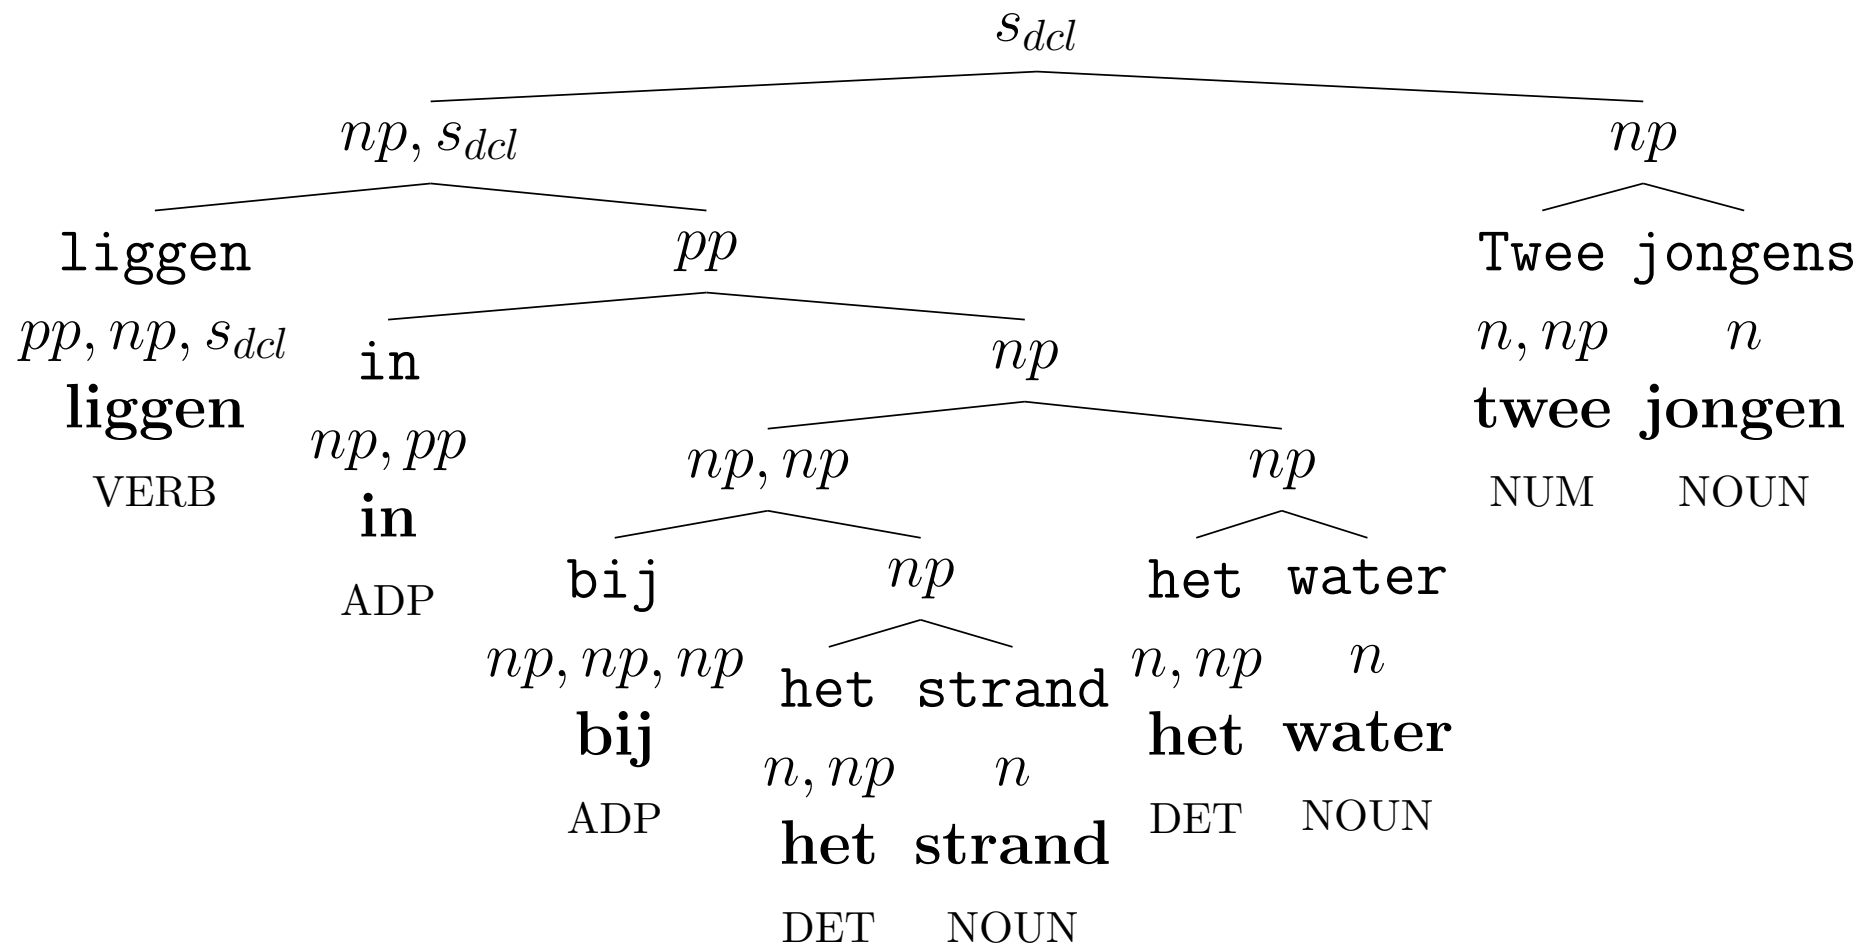 s_dcl
np, s_dcl
np
liggen
pp, np, s_dcl
liggen
VERB
pp
in
np, pp
in
ADP
np
np, np
bij
np, np, np
bij
ADP
np
het
n, np
het
DET
strand
n
strand
NOUN
np
het
n, np
het
DET
water
n
water
NOUN
Twee
n, np
twee
NUM
jongens
n
jongen
NOUN